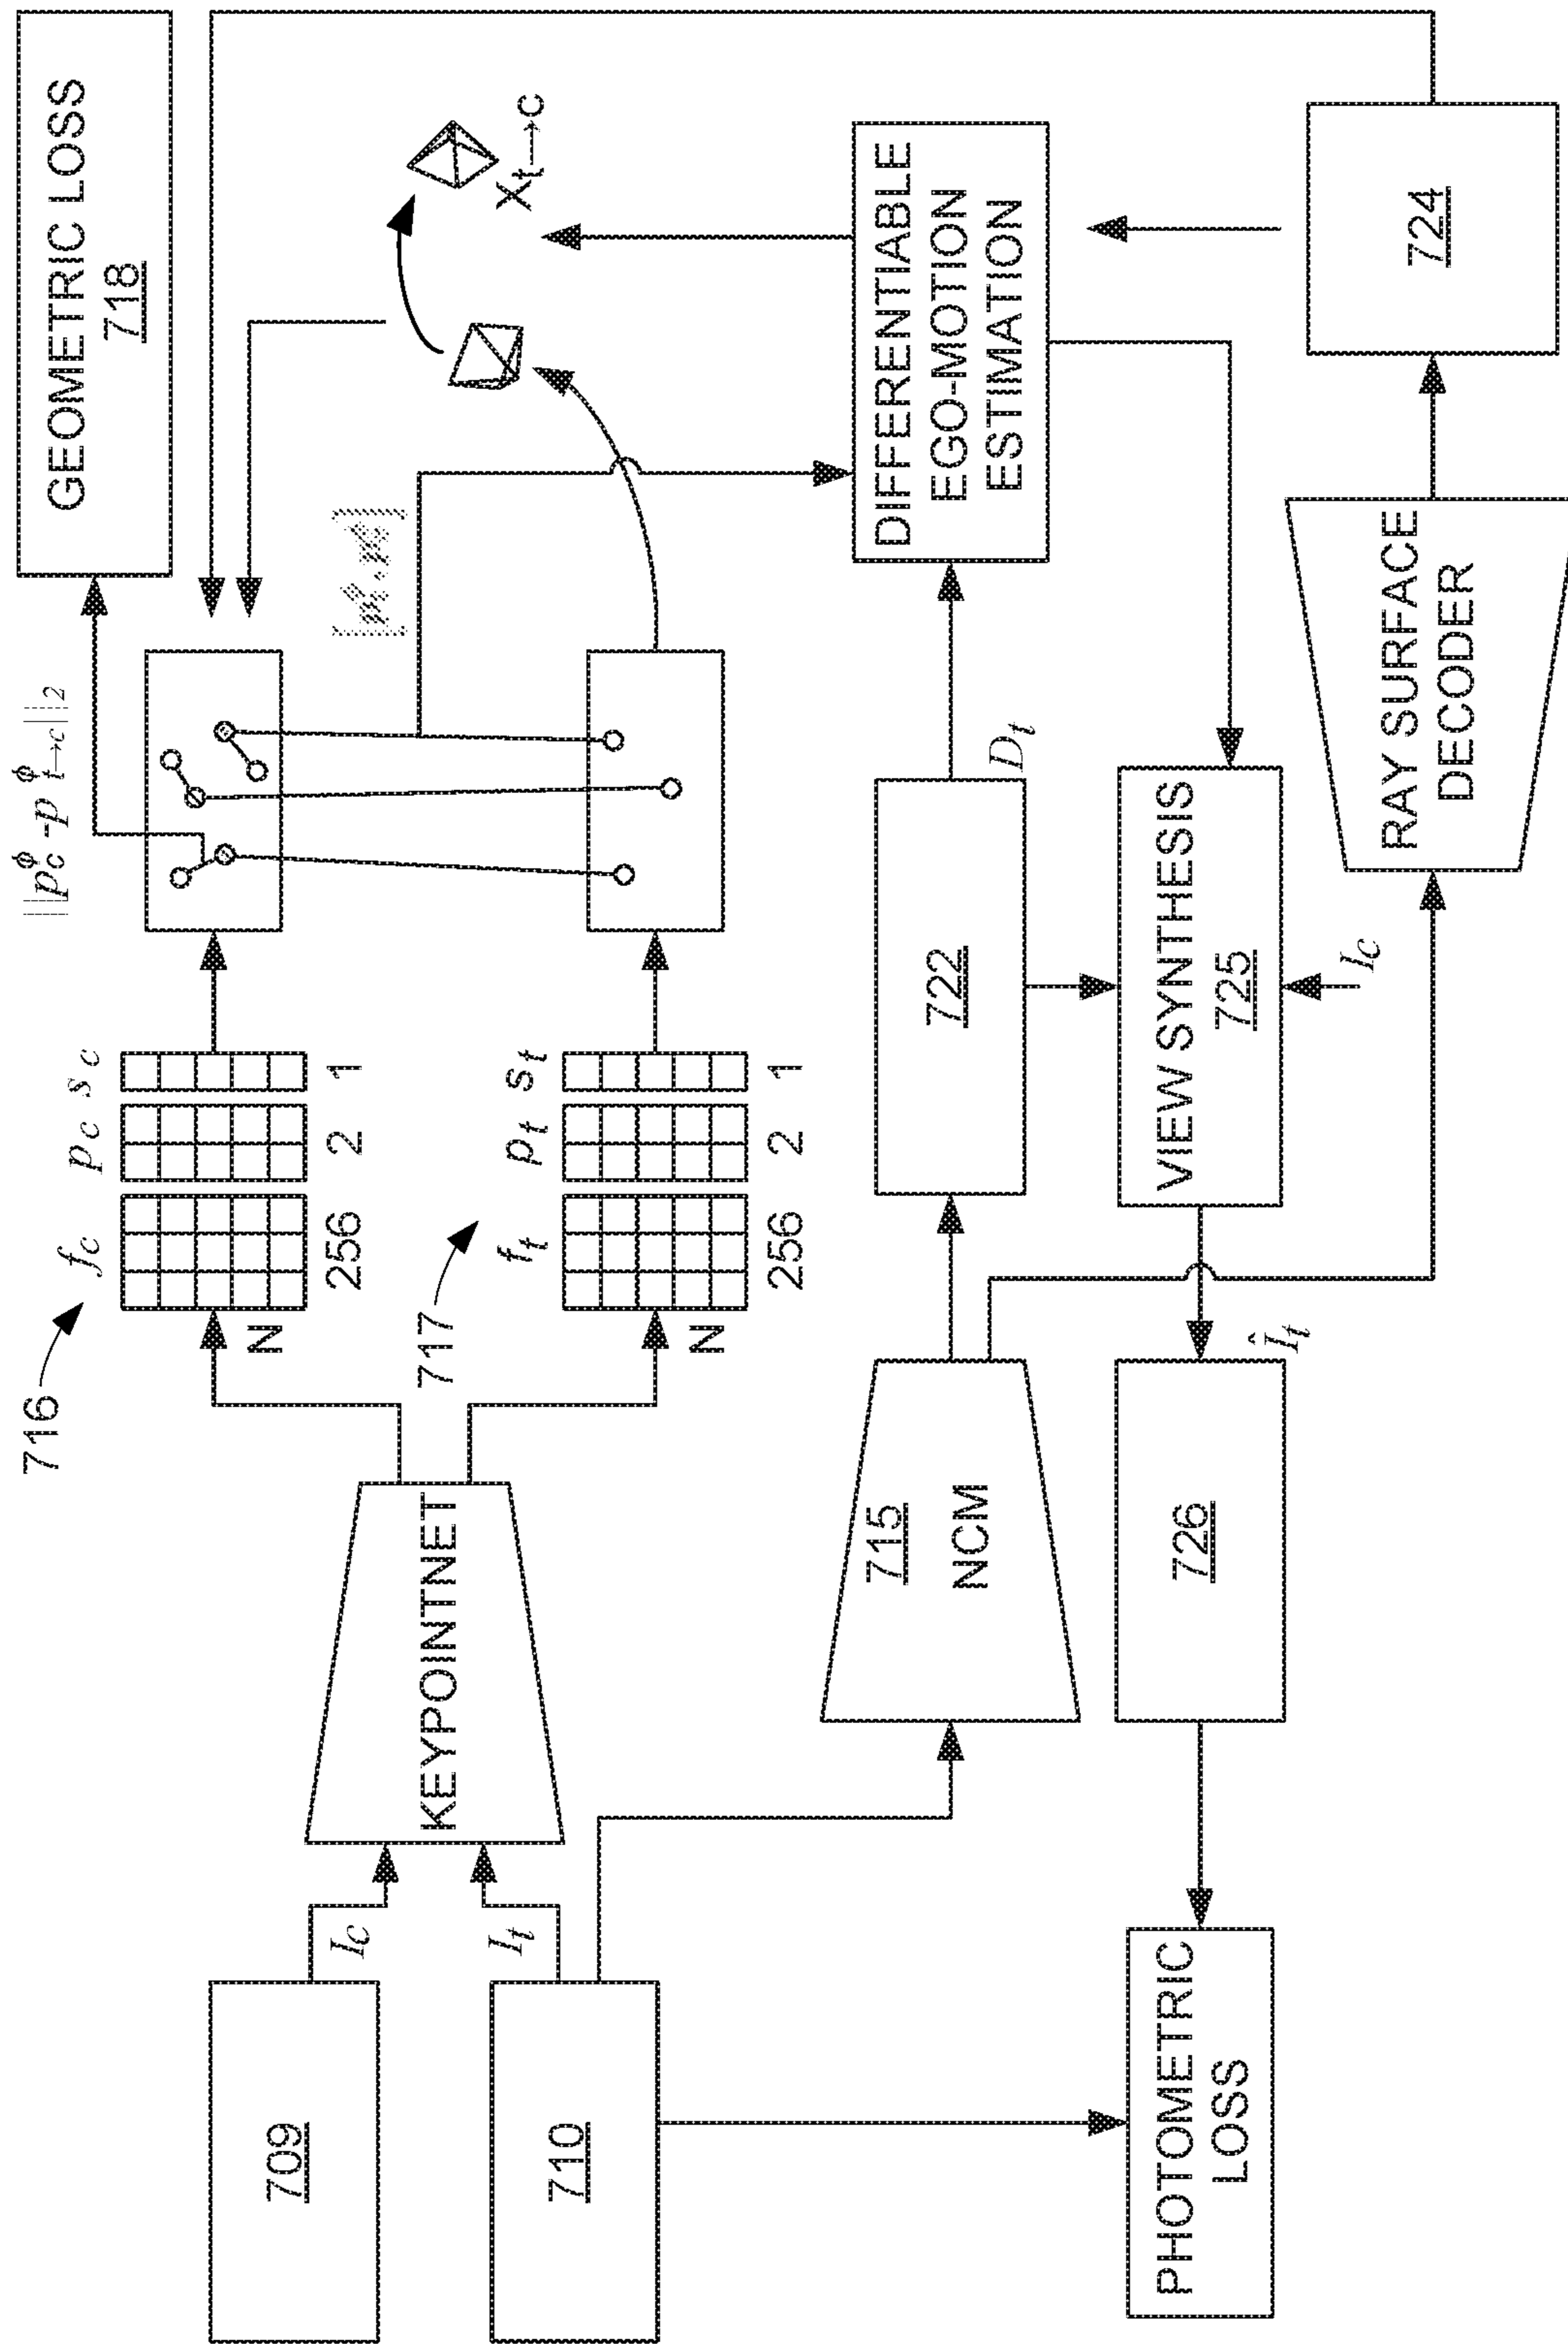 716
f_c p_c s_c
N
256 2 1
||p_c^ϕ -p_{t→c}^ϕ||_2
GEOMETRIC LOSS
718
709
I_c
KEYPOINTNET
710
I_t
717
f_t p_t s_t
N
256 2 1
X_{t→c}
715
NCM
722
D_t
DIFFERENTIABLE
EGO-MOTION
ESTIMATION
PHOTOMETRIC
LOSS
726
Î_t
VIEW SYNTHESIS
725
I_c
RAY SURFACE
DECODER
724